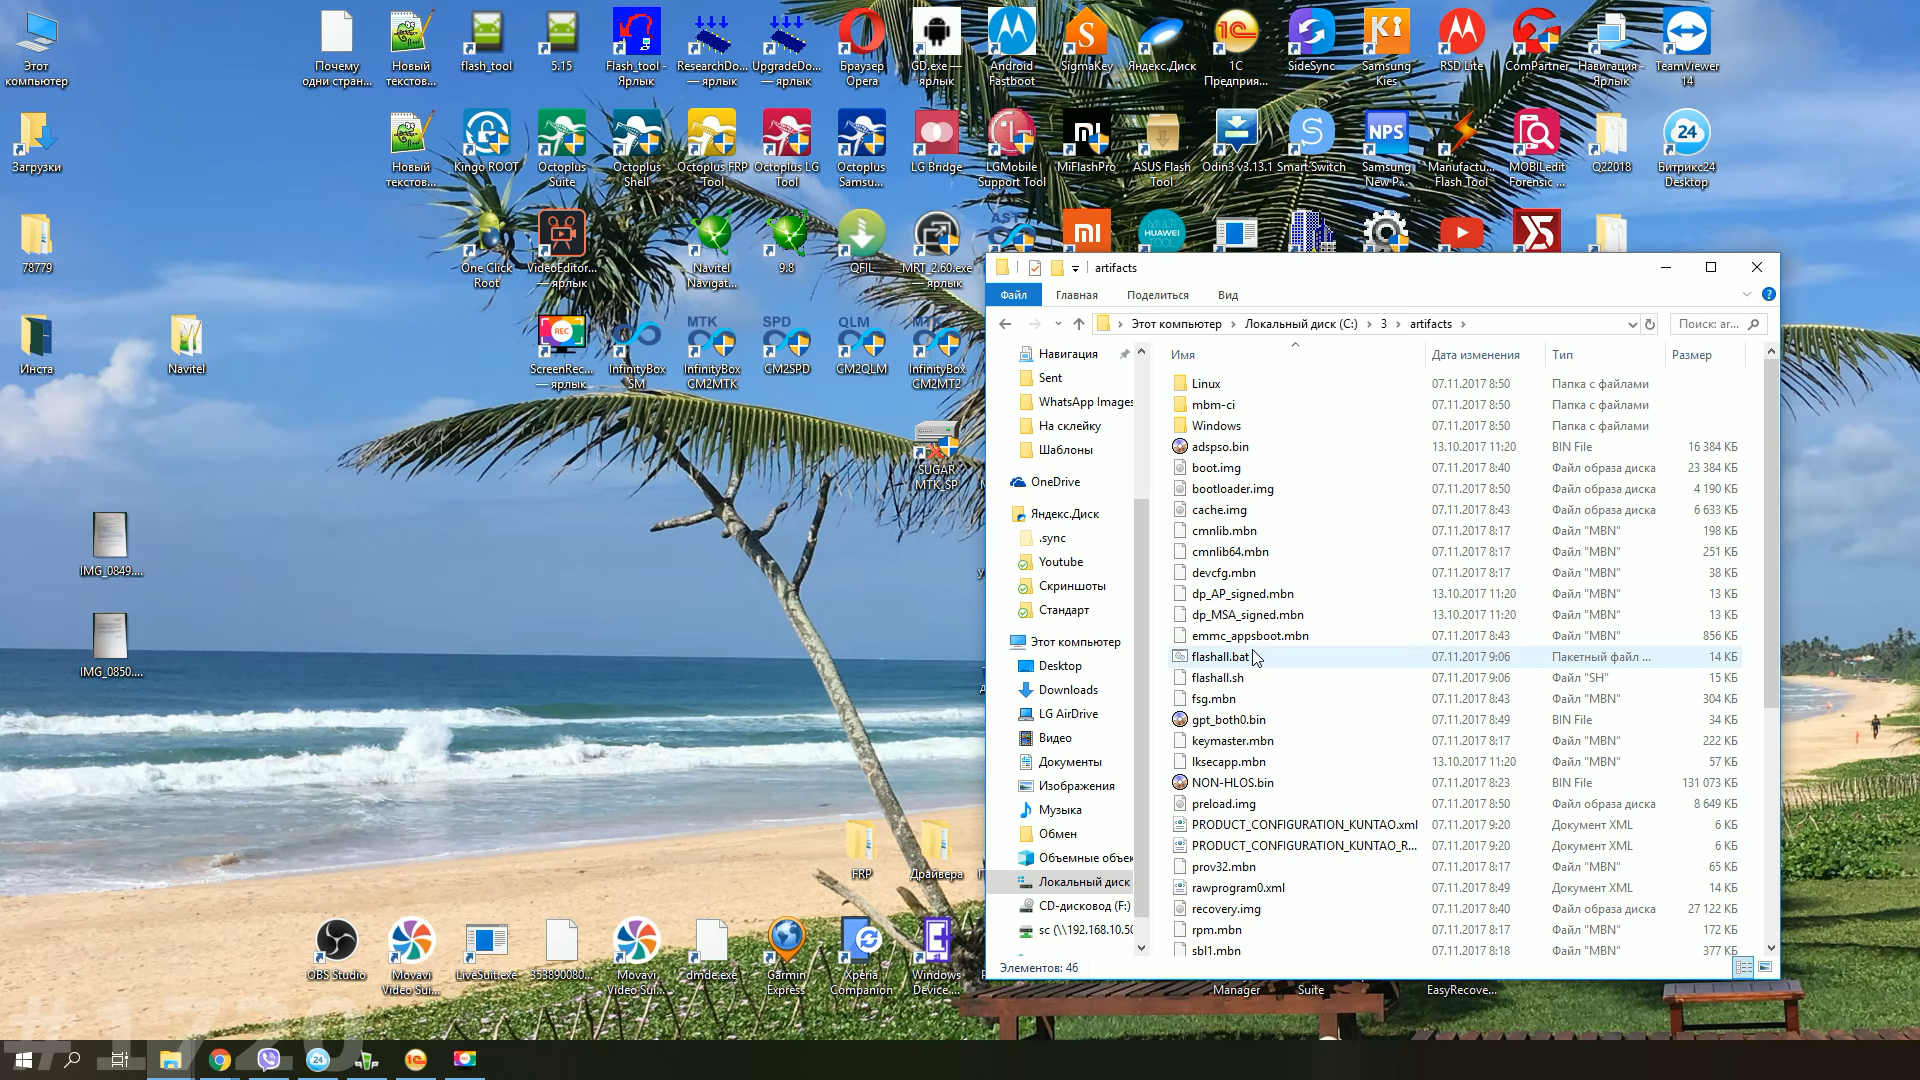 Этот
компьютер
Почему
одни стран...
Новый
текстов...
flash_tool
5.15
Flash_tool -
Ярлык
ResearchDo...
— ярлык
UpgradeDo...
— ярлык
Браузер
Opera
GD.exe —
ярлык
Android
Fastboot
SigmaKey
Яндекс.Диск
1С
Предприя...
SideSync
Samsung
Kies
RSD Lite
ComPartner
Навигация -
Ярлык
TeamViewer
14
Загрузки
Новый
текстов...
Kingo ROOT
Octoplus
Suite
Octoplus
Shell
Octoplus FRP
Tool
Octoplus LG
Tool
Octoplus
Samsu...
LG Bridge
LGMobile
Support Tool
MiFlashPro
ASUS Flash
Tool
Odin3 v3.13.1
Smart Switch
NPS
Samsung
New P...
Manufactu...
Flash Tool
MOBILedit
Forensic ...
Q22018
24
Битрикс24
Desktop
78779
One Click
Root
VideoEditor...
— ярлык
Navitel
Navigat...
9.8
QFIL
MRT_2.60.exe
— ярлык
AST
MULTI
HUAWEI
TOOL
Инста
Navitel
REC
ScreenRec...
— ярлык
InfinityBox
SM
MTK
InfinityBox
CM2MTK
SPD
CM2SPD
QLM
CM2QLM
MTK
InfinityBox
CM2MT2
SUGAR
MTK_SP
IMG_0849....
IMG_0850....
FRP
Драйвера
OBS Studio
Movavi
Video Sui...
LiveSuit.exe
353890080...
Movavi
Video Sui...
dmde.exe
Garmin
Express
Xperia
Companion
Windows
Device....
Manager
Suite
EasyRecove...
artifacts
Файл
Главная
Поделиться
Вид
Этот компьютер
Локальный диск (C:)
3
artifacts
Поиск: ar...
Навигация
Sent
WhatsApp Images
На склейку
Шаблоны
OneDrive
Яндекс.Диск
.sync
Youtube
Скриншоты
Стандарт
Этот компьютер
Desktop
Downloads
LG AirDrive
Видео
Документы
Изображения
Музыка
Обмен
Объемные объек
Локальный диск
CD-дисковод (F:)
sc (\\192.168.10.50
Имя Дата изменения Тип Размер
Linux 07.11.2017 8:50 Папка с файлами
mbm-ci 07.11.2017 8:50 Папка с файлами
Windows 07.11.2017 8:50 Папка с файлами
adspso.bin 13.10.2017 11:20 BIN File 16 384 КБ
boot.img 07.11.2017 8:40 Файл образа диска 23 384 КБ
bootloader.img 07.11.2017 8:50 Файл образа диска 4 190 КБ
cache.img 07.11.2017 8:43 Файл образа диска 6 633 КБ
cmnlib.mbn 07.11.2017 8:17 Файл "MBN" 198 КБ
cmnlib64.mbn 07.11.2017 8:17 Файл "MBN" 251 КБ
devcfg.mbn 07.11.2017 8:17 Файл "MBN" 38 КБ
dp_AP_signed.mbn 13.10.2017 11:20 Файл "MBN" 13 КБ
dp_MSA_signed.mbn 13.10.2017 11:20 Файл "MBN" 13 КБ
emmc_appsboot.mbn 07.11.2017 8:43 Файл "MBN" 856 КБ
flashall.bat 07.11.2017 9:06 Пакетный файл ... 14 КБ
flashall.sh 07.11.2017 9:06 Файл "SH" 15 КБ
fsg.mbn 07.11.2017 8:43 Файл "MBN" 304 КБ
gpt_both0.bin 07.11.2017 8:49 BIN File 34 КБ
keymaster.mbn 07.11.2017 8:17 Файл "MBN" 222 КБ
lksecapp.mbn 13.10.2017 11:20 Файл "MBN" 57 КБ
NON-HLOS.bin 07.11.2017 8:23 BIN File 131 073 КБ
preload.img 07.11.2017 8:50 Файл образа диска 8 649 КБ
PRODUCT_CONFIGURATION_KUNTAO.xml 07.11.2017 9:20 Документ XML 6 КБ
PRODUCT_CONFIGURATION_KUNTAO_R... 07.11.2017 9:20 Документ XML 6 КБ
prov32.mbn 07.11.2017 8:17 Файл "MBN" 65 КБ
rawprogram0.xml 07.11.2017 8:49 Документ XML 14 КБ
recovery.img 07.11.2017 8:40 Файл образа диска 27 122 КБ
rpm.mbn 07.11.2017 8:17 Файл "MBN" 172 КБ
sbl1.mbn 07.11.2017 8:18 Файл "MBN" 377 КБ
Элементов: 46
#1720